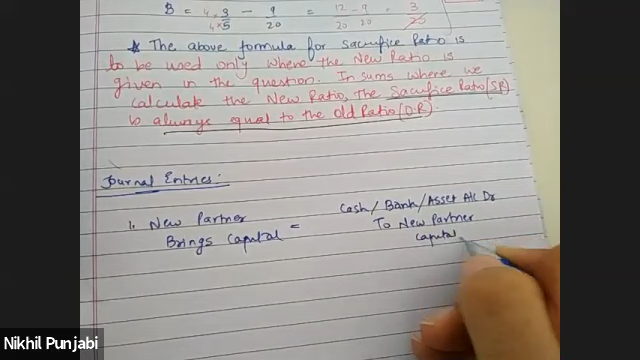 B = 4×3/4×5 - 9/20 = 12-9/20 20 = 3/20
* The above formula for Sacrifice Ratio is
to be used only where the New Ratio is
given in the question. In sums where we
calculate the New Ratio, the Sacrifice Ratio (SR)
is always equal to the Old Ratio (O.R).
Journal Entries:
1. New Partner Brings Capital =
Cash / Bank / Asset A/c Dr
To New Partner
Capital
Nikhil Punjabi